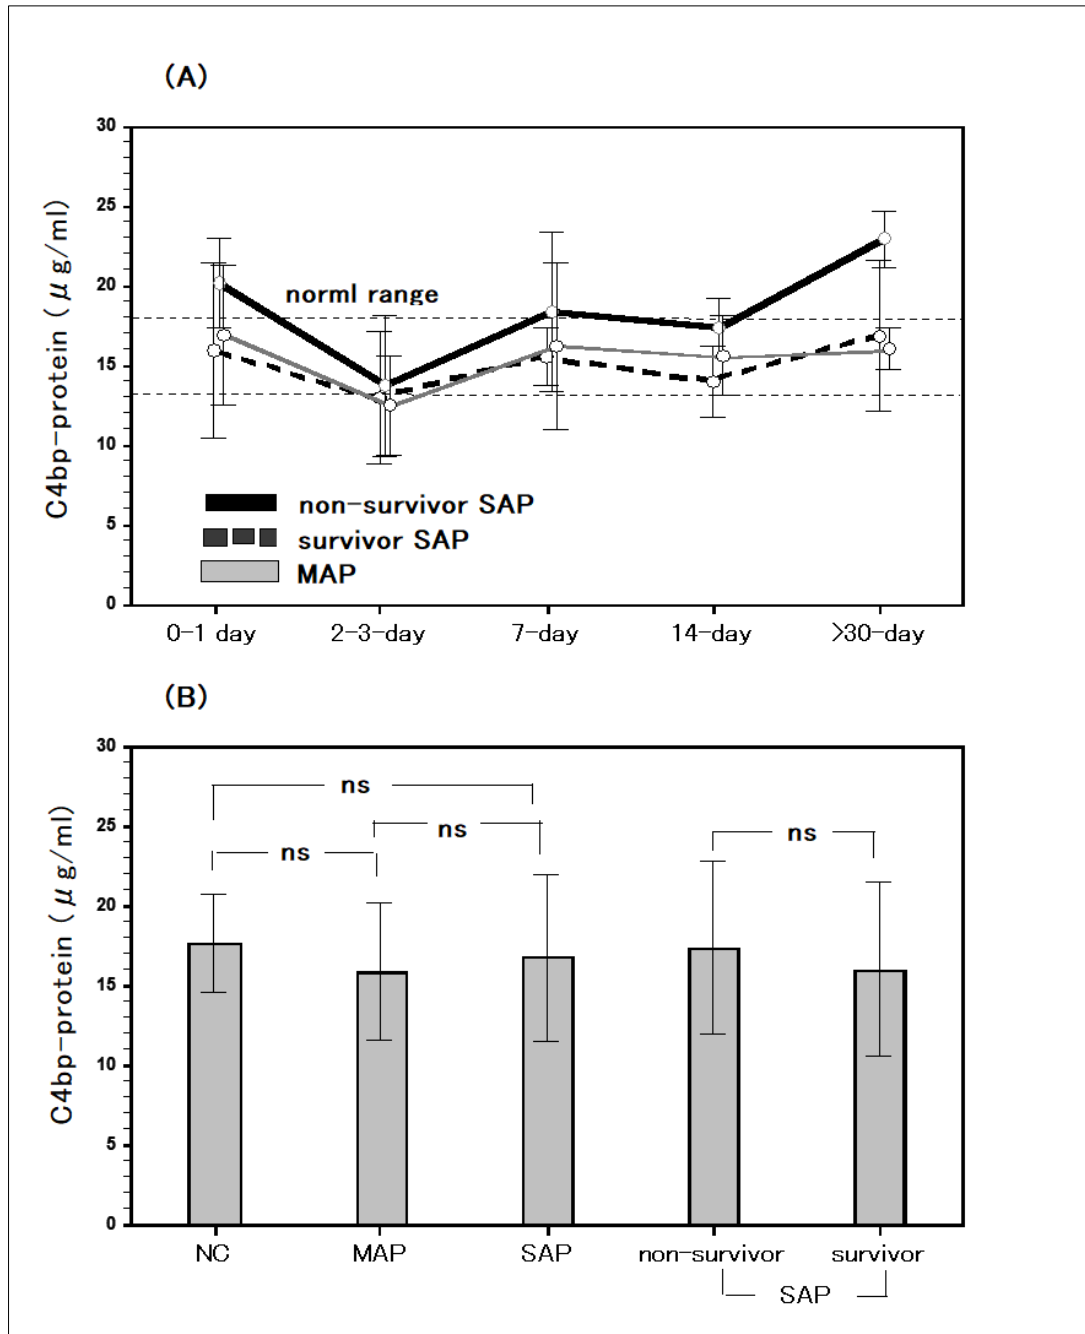 (A)
C4bp-protein ( μ g/ml)
30
25
20
15
10
5
0
norml range
non-survivor SAP
survivor SAP
MAP
0-1 day 2-3-day 7-day 14-day >30-day
(B)
C4bp-protein ( μ g/ml)
30
25
20
15
10
5
0
ns
ns ns
ns
NC MAP SAP non-survivor survivor
SAP